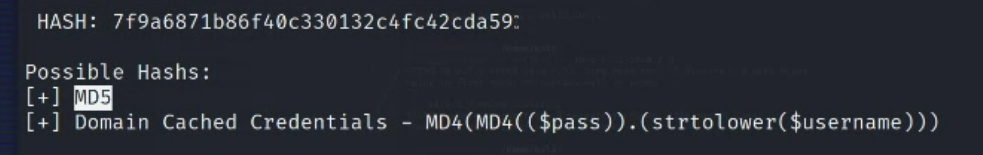 HASH: 7f9a6871b86f40c330132c4fc42cda59
Possible Hashs:
[+] MD5
[+] Domain Cached Credentials - MD4(MD4(($pass)).(strtolower($username)))